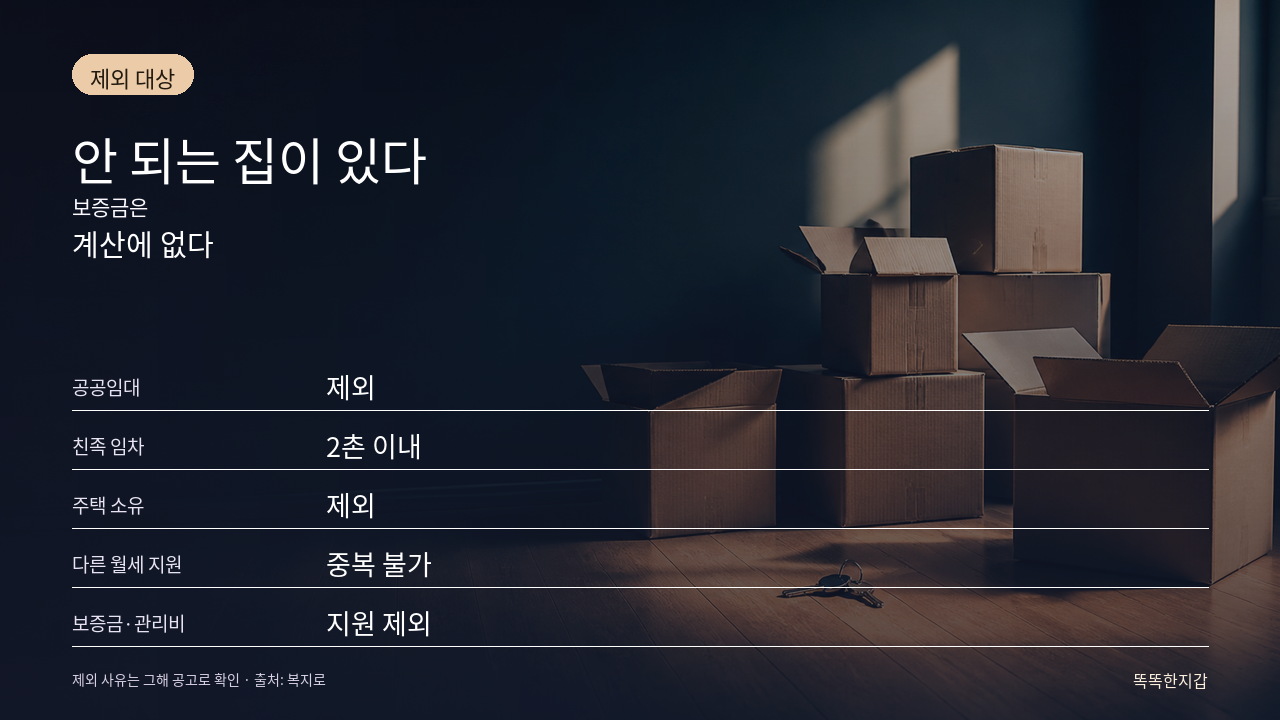 제외 대상
안 되는 집이 있다
보증금은
계산에 없다
공공임대 제외
친족 임차 2촌 이내
주택 소유 제외
다른 월세 지원 중복 불가
보증금·관리비 지원 제외
제외 사유는 그해 공고로 확인 · 출처: 복지로
똑똑한지갑